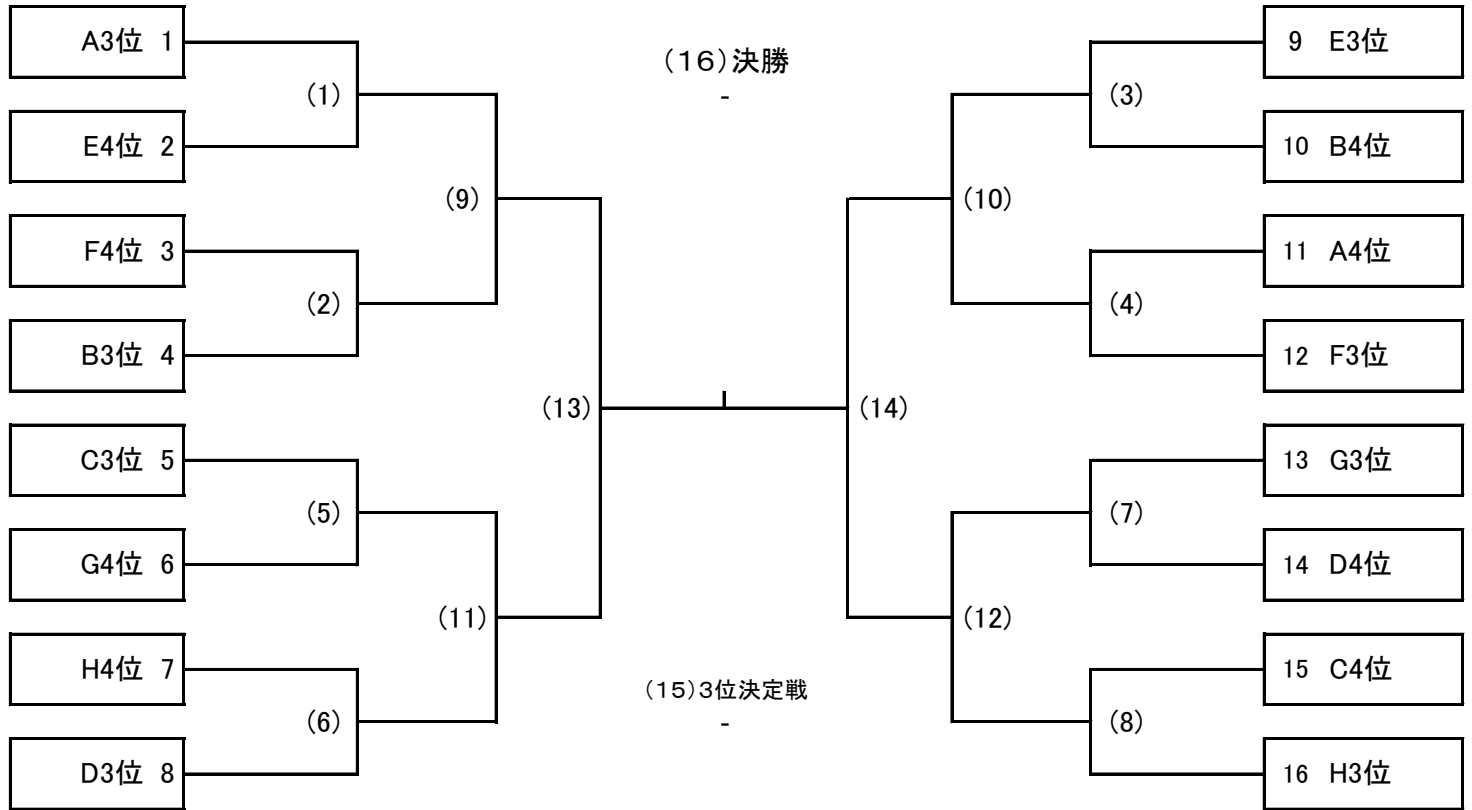 A3位 1
(1)
E4位 2
(9)
F4位 3
(2)
B3位 4
(13)
C3位 5
(5)
G4位 6
(11)
H4位 7
(6)
D3位 8
(16)決勝
-
(15)3位決定戦
-
9 E3位
(3)
10 B4位
(10)
11 A4位
(4)
12 F3位
(14)
13 G3位
(7)
14 D4位
(12)
15 C4位
(8)
16 H3位